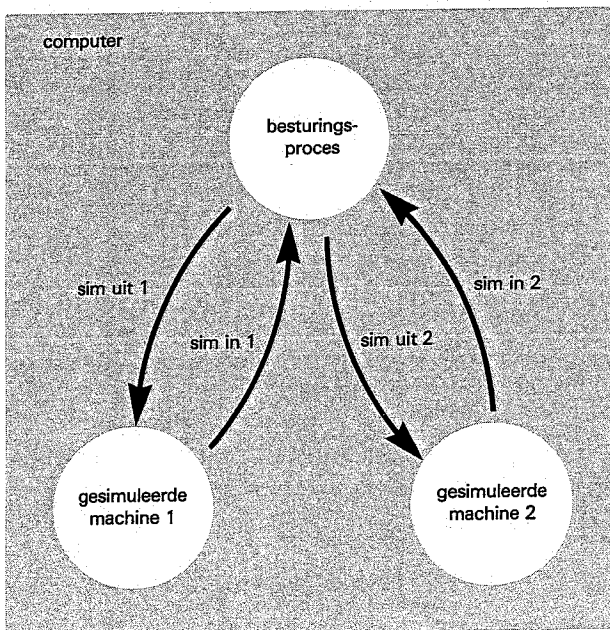 computer
besturings-
proces
sim uit 1
sim in 1
sim uit 2
sim in 2
gesimuleerde
machine 1
gesimuleerde
machine 2